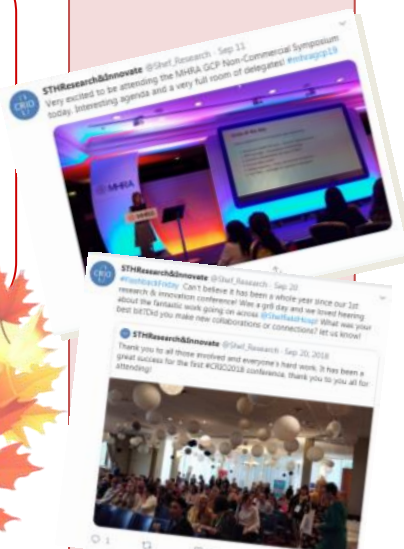 STHResearch&Innovate @Shef_Research · Sep 11
Very excited to be attending the MHRA GCP Non-Commercial Symposium
today. Interesting agenda and a very full room of delegates! #mhragcp19
CRIO
MHRA
MHRA
STHResearch&Innovate @Shef_Research · Sep 20
#FlashbackFriday Can't believe it has been a whole year since our 1st
research & innovation conference! Was a gr8 day and we loved hearing
about the fantastic work going on across @SheffieldHosp! What was your
best bit?Did you make new collaborations or connections? let us know!
STHResearch&Innovate @Shef_Research · Sep 20, 2018
Thank you to all those involved and everyone's hard work. It has been a
great success for the first #CRIO2018 conference, thank you to you all for
attending!
1